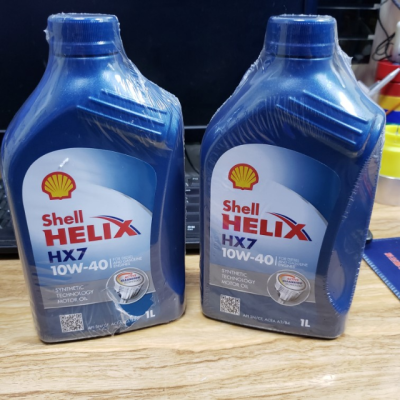 Shell
HELIX
HX7
10W-40
SYNTHETIC
TECHNOLOGY
MOTOR OIL
1L
Shell
HELIX
HX7
10W-40
SYNTHETIC
TECHNOLOGY
MOTOR OIL
1L